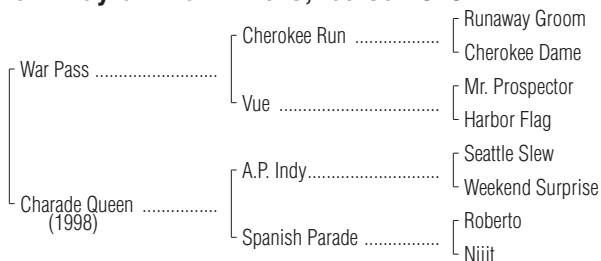 Runaway Groom
Cherokee Run ........................
Cherokee Dame
War Pass ..............................
Mr. Prospector
Vue ........................................
Harbor Flag
Seattle Slew
A.P. Indy.................................
Weekend Surprise
Charade Queen ..................
(1998)
Roberto
Spanish Parade ..................
Nijit